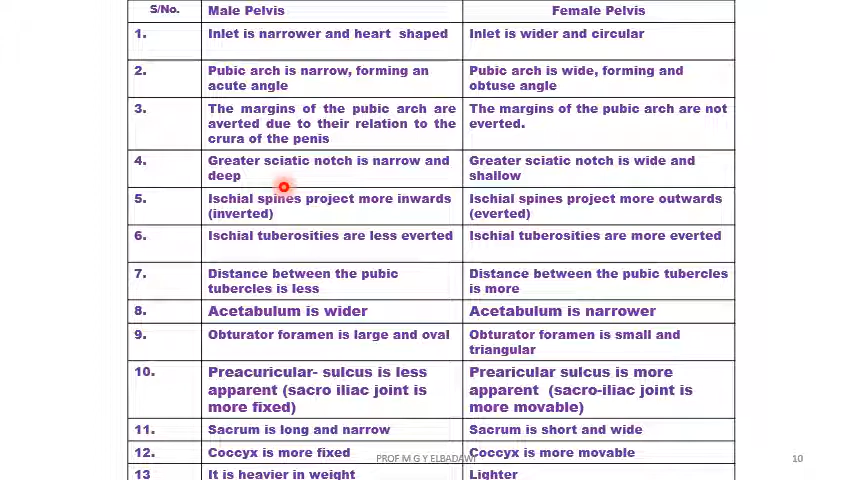 S/No. Male Pelvis Female Pelvis
1. Inlet is narrower and heart shaped Inlet is wider and circular
2. Pubic arch is narrow, forming an Pubic arch is wide, forming and
acute angle obtuse angle
3. The margins of the pubic arch are The margins of the pubic arch are not
averted due to their relation to the everted.
crura of the penis
4. Greater sciatic notch is narrow and Greater sciatic notch is wide and
deep shallow
5. Ischial spines project more inwards Ischial spines project more outwards
(inverted) (everted)
6. Ischial tuberosities are less everted Ischial tuberosities are more everted
7. Distance between the pubic Distance between the pubic tubercles
tubercles is less is more
8. Acetabulum is wider Acetabulum is narrower
9. Obturator foramen is large and oval Obturator foramen is small and
triangular
10. Preacuricular- sulcus is less Prearicular sulcus is more
apparent (sacro iliac joint is apparent (sacro-iliac joint is
more fixed) more movable)
11. Sacrum is long and narrow Sacrum is short and wide
12. Coccyx is more fixed Coccyx is more movable
PROF M G Y ELBADAWI 10
13 It is heavier in weight Lighter